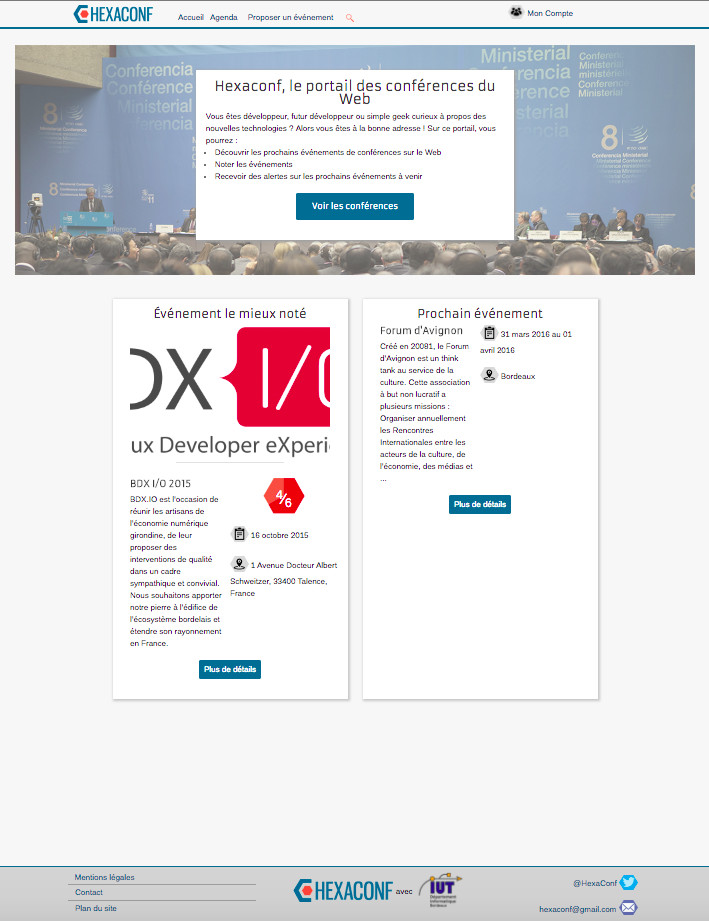 HEXACONF
Accueil Agenda Proposer un événement
Mon Compte
Conferencia
Conferencia
Ministerial
8
Ministerial
Conferencia
Ministerial
Conferencia
Ministerial
8
Hexaconf, le portail des conférences du
Web
Vous êtes développeur, futur développeur ou simple geek curieux à propos des
nouvelles technologies ? Alors vous êtes à la bonne adresse ! Sur ce portail, vous
pourrez :
• Découvrir les prochains événements de conférences sur le Web
• Noter les événements
• Recevoir des alertes sur les prochains événements à venir
Voir les conférences
Événement le mieux noté
DX I/O
ux Developer eXperi
BDX I/O 2015
BDX.IO est l'occasion de
réunir les artisans de
l'économie numérique
girondine, de leur
proposer des
interventions de qualité
dans un cadre
sympathique et convivial.
Nous souhaitons apporter
notre pierre à l'édifice de
l'écosystème bordelais et
étendre son rayonnement
en France.
4/6
16 octobre 2015
1 Avenue Docteur Albert
Schweitzer, 33400 Talence,
France
Plus de détails
Prochain événement
Forum d'Avignon
Créé en 20081, le Forum
d'Avignon est un think
tank au service de la
culture. Cette association
à but non lucratif a
plusieurs missions :
Organiser annuellement
les Rencontres
Internationales entre les
acteurs de la culture, de
l'économie, des médias et
...
31 mars 2016 au 01
avril 2016
Bordeaux
Plus de détails
Mentions légales
Contact
Plan du site
HEXACONF avec IUT
Département
Informatique
Bordeaux
@HexaConf
hexaconf@gmail.com